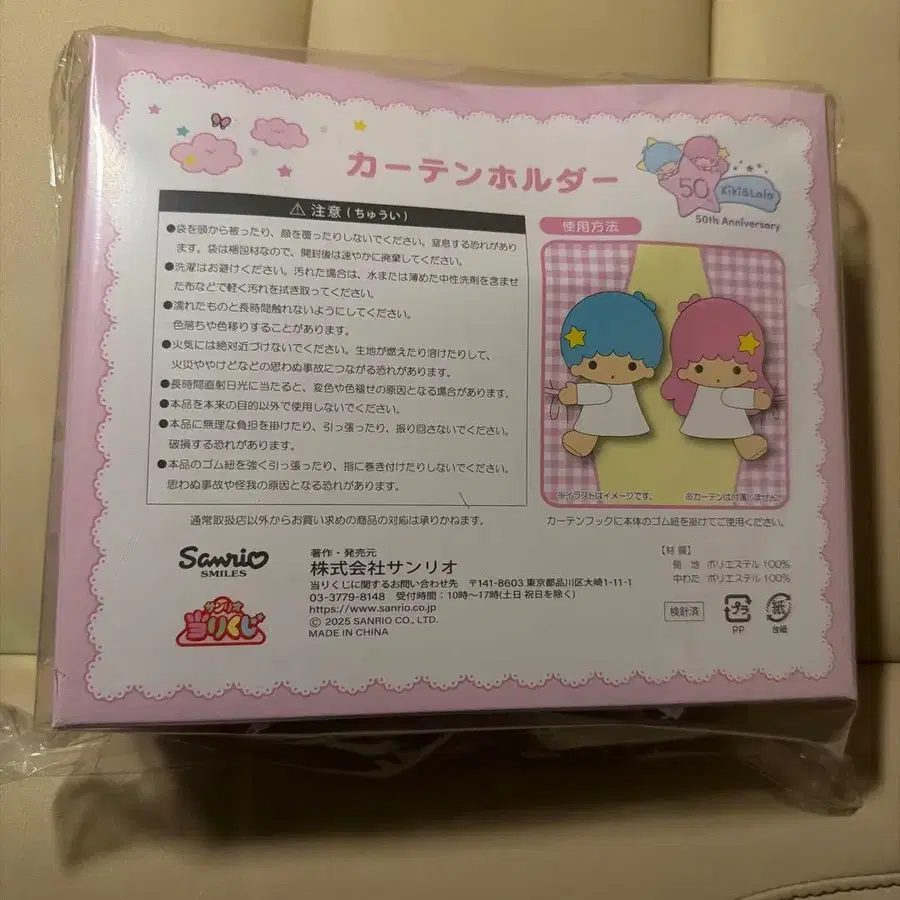 カーテンホルダー
50th
Kiki&Lala
50th Anniversary
⚠注意(ちゅうい)
●袋を頭から被ったり、顔を覆ったりしないでください。窒息する恐れがあり
ます。袋は梱包材なので、開封後は速やかに廃棄してください。
●洗濯はお避けください。汚れた場合は、水または薄めた中性洗剤を含ませ
た布などで軽く汚れを拭き取ってください。
●濡れたものと長時間触れないようにしてください。
色落ちや色移りすることがあります。
●火気には絶対近づけないでください。生地が燃えたり溶けたりして、
火災ややけどなどの思わぬ事故につながる恐れがあります。
●長時間直射日光に当たると、変色や色褪せの原因となる場合があります。
●本品を本来の目的以外で使用しないでください。
●本品に無理な負担を掛けたり、引っ張ったり、振り回さないでください。
破損する恐れがあります。
●本品のゴム紐を強く引っ張ったり、指に巻き付けたりしないでください。
思わぬ事故や怪我の原因となる恐れがあります。
通常取扱店以外からお買い求めの商品の対応は承りかねます。
使用方法
※イラストはイメージです。
※カーテンは付属しません。
カーテンフックに本体のゴム紐を掛けてご使用ください。
Sanrio
SMILES
サンリオ
当りくじ
著作・発売元
株式会社サンリオ
当りくじに関するお問い合わせ先 〒141-8603 東京都品川区大崎1-11-1
03-3779-8148 受付時間:10時〜17時(土日 祝日を除く)
https://www.sanrio.co.jp
© 2025 SANRIO CO., LTD.
MADE IN CHINA
【材 質】
側 地 ポリエステル 100%
中わた ポリエステル 100%
検針済
プラ
PP
紙
台紙